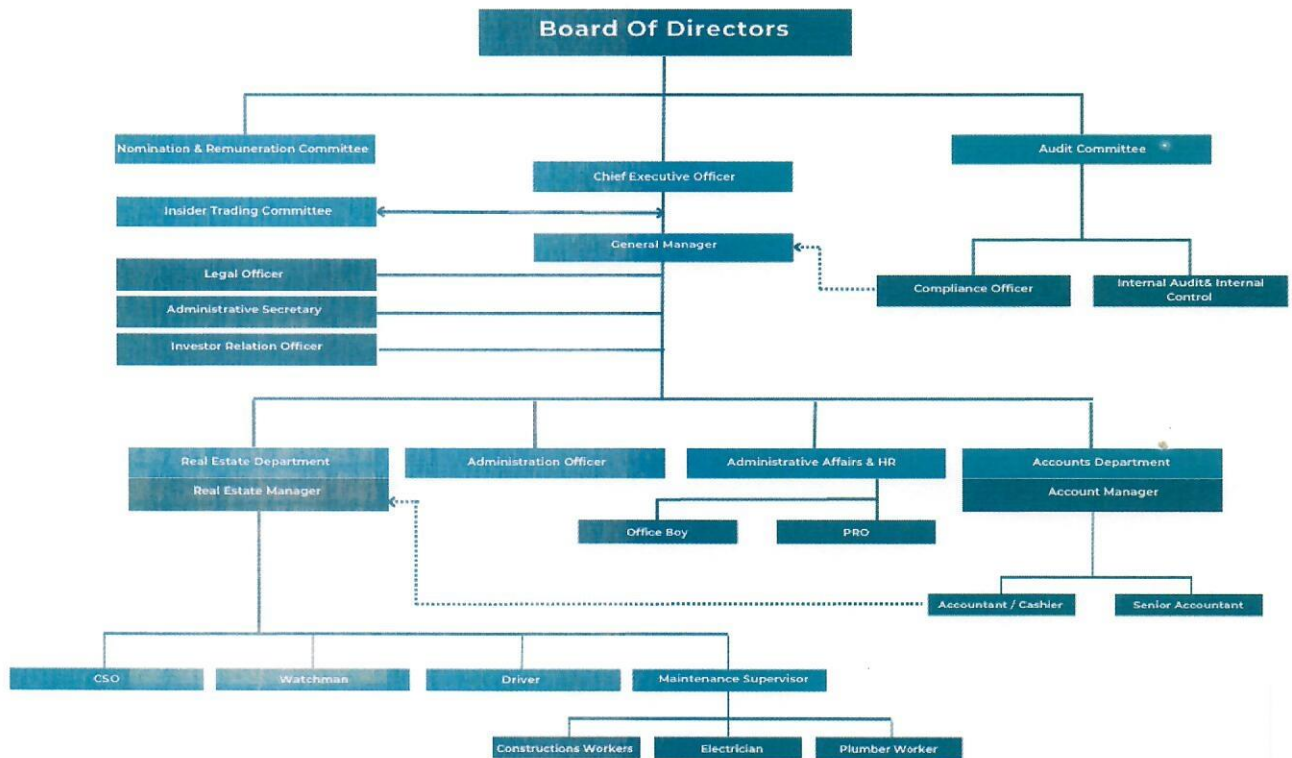 Board Of Directors
Nomination & Remuneration Committee
Audit Committee
Chief Executive Officer
Insider Trading Committee
General Manager
Legal Officer
Compliance Officer
Internal Audit& Internal
Control
Administrative Secretary
Investor Relation Officer
Real Estate Department
Administration Officer
Administrative Affairs & HR
Accounts Department
Real Estate Manager
Account Manager
Office Boy
PRO
Accountant / Cashier
Senior Accountant
CSO
Watchman
Driver
Maintenance Supervisor
Constructions Workers
Electrician
Plumber Worker